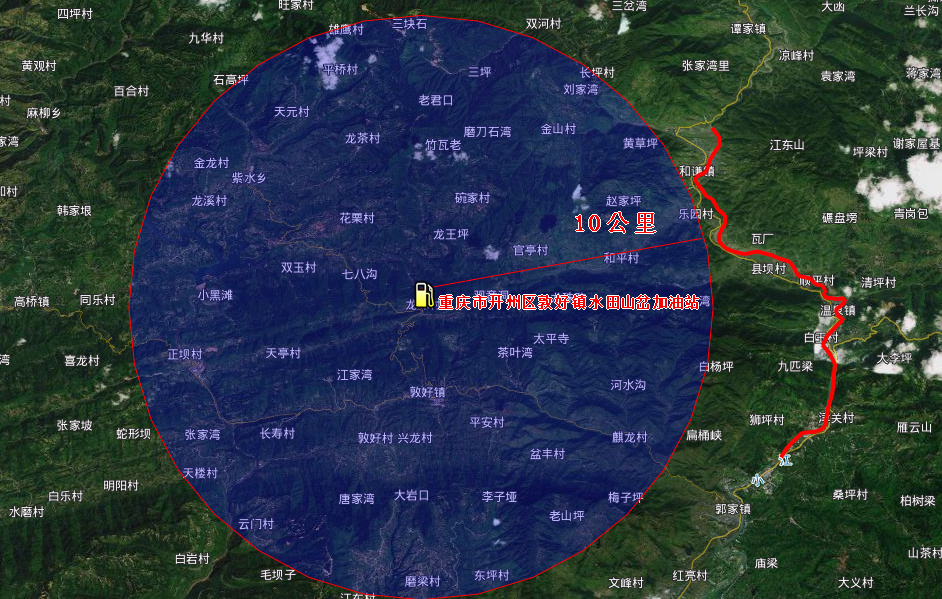 四坪村
旺家村
三块石
双河村
三岔湾
大凼
兰长沟
雄鹰村
九华村
谭家镇
凉峰村
黄观村
平桥村
石高坪
三坪
长坪村
张家湾里
袁家湾
蒋家湾
百合村
老君口
刘家湾
麻柳乡
天元村
龙茶村
磨刀石湾
金山村
竹瓦老
黄草坪
江东山
坪梁村
谢家屋基
金龙村
紫水乡
和谦镇
龙溪村
碗家村
赵家坪
韩家垠
花栗村
乐园村
碾盘塝
青岗包
10公里
龙王坪
官亭村
瓦厂
双玉村
七八沟
和平村
县坝村
顺平村
清坪村
高桥镇
同乐村
小黑滩
重庆市开州区敦好镇水田山岔加油站
温泉镇
正坝村
天亭村
茶叶湾
太平寺
白玉村
喜龙村
江家湾
敦好镇
河水沟
白杨坪
九匹梁
大李坪
张家坡
蛇形坝
张家湾
长寿村
敦好村
兴龙村
平安村
麒龙村
扁桶峡
狮坪村
雁云山
盆丰村
天楼村
小
江
白乐村
明阳村
唐家湾
大岩口
李子垭
梅子坪
桑坪村
柏树梁
水磨村
云门村
老山坪
郭家镇
白岩村
毛坝子
磨梁村
东坪村
文峰村
红亮村
庙梁
大义村
山茶村